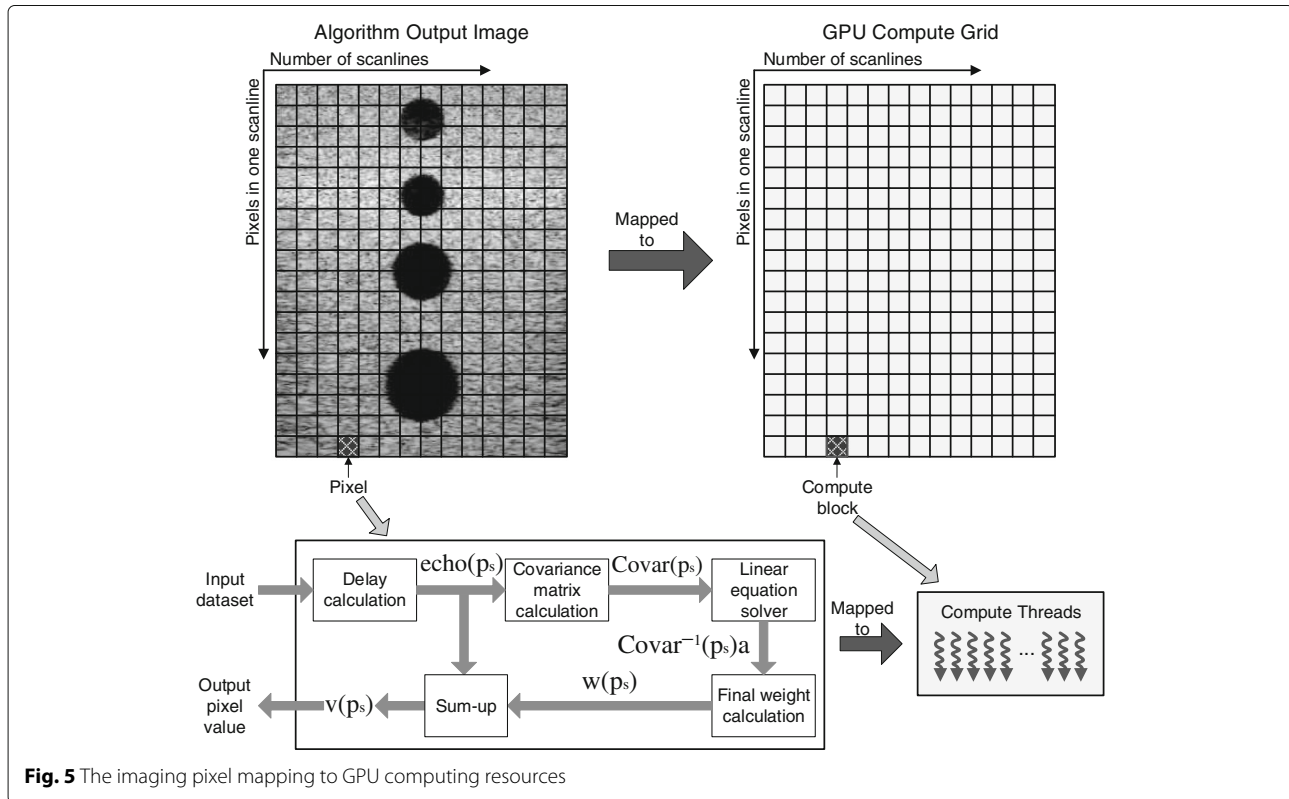 Algorithm Output Image
Number of scanlines
Pixels in one scanline
GPU Compute Grid
Number of scanlines
Pixels in one scanline
Mapped
to
Pixel
Compute
block
Input
dataset
Delay
calculation
echo(pₛ)
Covariance
matrix
calculation
Covar(pₛ)
Linear
equation
solver
Covar⁻¹(pₛ)a
Final weight
calculation
w(pₛ)
Sum-up
v(pₛ)
Output
pixel
value
Mapped
to
Compute Threads
...
Fig. 5 The imaging pixel mapping to GPU computing resources